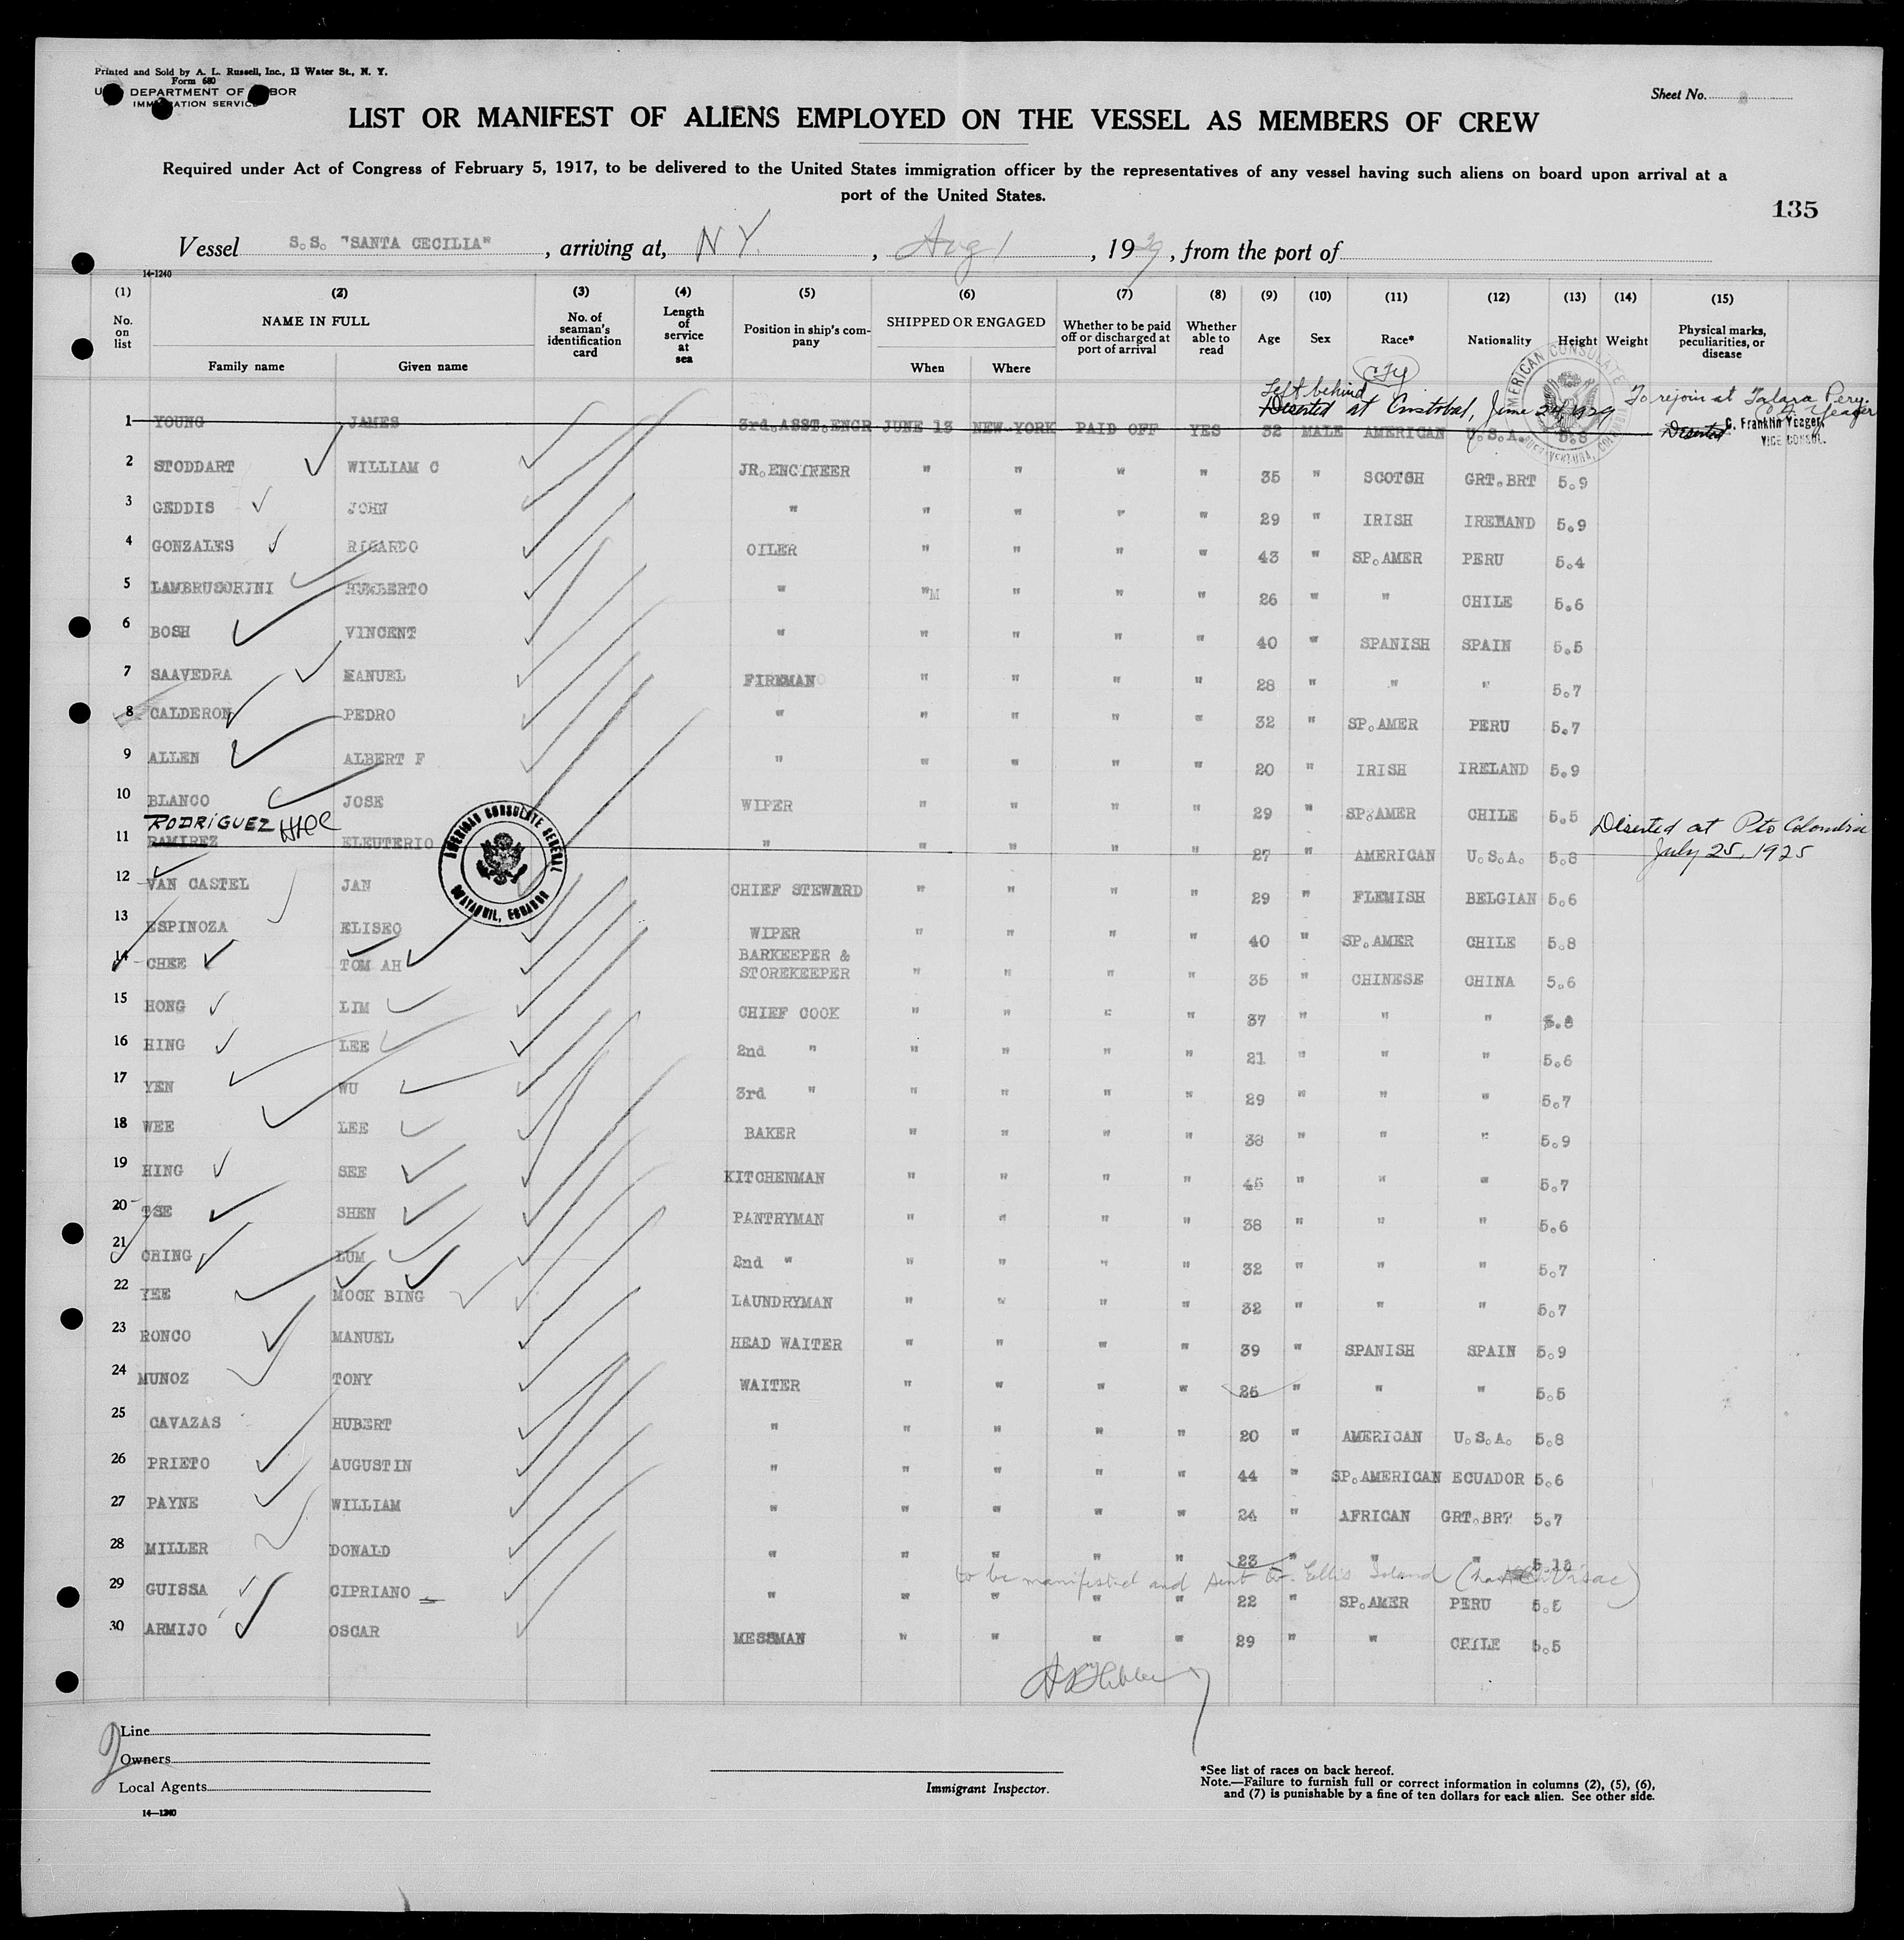 Printed and Sold by A. L. Russell, Inc., 13 Water St., N. Y.
Form 680
DEPARTMENT OF
IMMIGRATION SERVICE
Sheet No.
LIST OR MANIFEST OF ALIENS EMPLOYED ON THE VESSEL AS MEMBERS OF CREW
Required under Act of Congress of February 5, 1917, to be delivered to the United States immigration officer by the representatives of any vessel having such aliens on board upon arrival at a
port of the United States.
135
Vessel S.S. "SANTA CECILIA", arriving at, N Y. , Aug 1 , 1929, from the port of
14-1240
(1) (2) (3) (4) (5) (6) (7) (8) (9) (10) (11) (12) (13) (14) (15)
No. on list NAME IN FULL No. of seaman's identification card Length of service at sea Position in ship's company SHIPPED OR ENGAGED Whether to be paid off or discharged at port of arrival Whether able to read Age Sex Race* Nationality Height Weight Physical marks, peculiarities, or disease
Family name Given name When Where
AMERICAN CONSULATE BUENAVENTURA, COLOMBIA
Left behind
Deserted at Cristobal, June 24 1929 To rejoin at Talara Peru.
C. Franklin Yeager,
VICE CONSUL.
1 YOUNG JAMES 3rd.ASST.ENGR JUNE 13 NEW YORK PAID OFF YES 32 MALE AMERICAN U.S.A. 5.8 Deserted
2 STODDART WILLIAM C JR.ENGINEER " " " " 35 " SCOTCH GRT.BRT 5.9
3 GEDDIS JOHN " " " " " 29 " IRISH IRELAND 5.9
4 GONZALES RICARDO OILER " " " " 43 " SP.AMER PERU 5.4
5 LAMBRUSCHINI HUMBERTO " " " " " 26 " " CHILE 5.6
6 BOSH VINCENT " " " " " 40 " SPANISH SPAIN 5.5
7 SAAVEDRA MANUEL FIREMAN " " " " 28 " " " 5.7
8 CALDERON PEDRO " " " " " 32 " SP.AMER PERU 5.7
9 ALLEN ALBERT F " " " " " 20 " IRISH IRELAND 5.9
10 BLANCO JOSE WIPER " " " " 29 " SP.AMER CHILE 5.5
RODRIGUEZ Deserted at Pto Colombia
11 RAMIREZ ELEUTERIO " " " " " 27 " AMERICAN U.S.A. 5.8 July 25, 1925
AMERICAN CONSULATE GENERAL GUAYAQUIL, ECUADOR
12 VAN CASTEL JAN CHIEF STEWARD " " " " 29 " FLEMISH BELGIAN 5.6
13 ESPINOZA ELISEO WIPER " " " " 40 " SP.AMER CHILE 5.8
14 CHEE TOM AH BARKEEPER & STOREKEEPER " " " " 35 " CHINESE CHINA 5.6
15 HONG LIM CHIEF COOK " " " " 37 " " " 5.8
16 HING LEE 2nd " " " " " 21 " " " 5.6
17 YEN WU 3rd " " " " " 29 " " " 5.7
18 WEE LEE BAKER " " " " 38 " " " 5.9
19 HING SEE KITCHENMAN " " " " 45 " " " 5.7
20 TSE SHEN PANTRYMAN " " " " 38 " " " 5.6
21 CHING LUM 2nd " " " " " 32 " " " 5.7
22 YEE MOCK BING LAUNDRYMAN " " " " 32 " " " 5.7
23 RONCO MANUEL HEAD WAITER " " " " 39 " SPANISH SPAIN 5.9
24 MUNOZ TONY WAITER " " " " 26 " " " 5.5
25 CAVAZAS HUBERT " " " " " 20 " AMERICAN U.S.A. 5.8
26 PRIETO AUGUSTIN " " " " " 44 " SP.AMERICAN ECUADOR 5.6
27 PAYNE WILLIAM " " " " " 24 " AFRICAN GRT.BRT 5.7
28 MILLER DONALD " " " " " 23 " " " 5.10
to be manifested and sent to Ellis Island
29 GUISSA CIPRIANO " " " " " 22 " SP.AMER PERU 5.5
30 ARMIJO OSCAR MESSMAN " " " " 29 " " CHILE 5.5
Line
Owners
Local Agents
14-1240
Immigrant Inspector.
*See list of races on back hereof.
Note.—Failure to furnish full or correct information in columns (2), (5), (6),
and (7) is punishable by a fine of ten dollars for each alien. See other side.